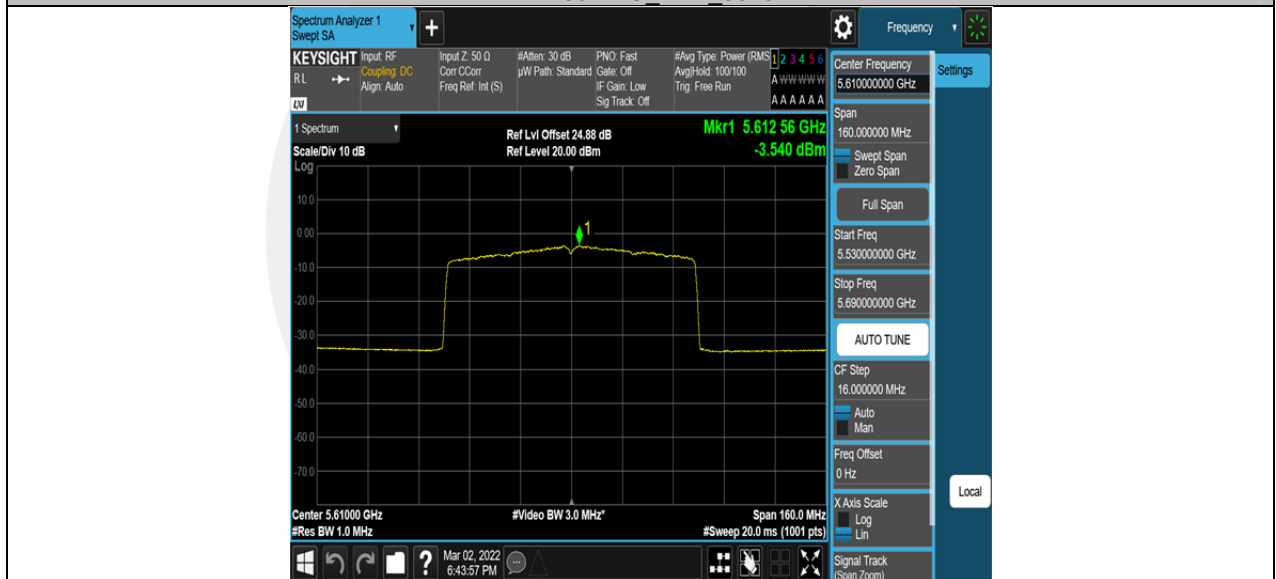 Spectrum Analyzer 1
Swept SA
+
Frequency
KEYSIGHT
RL
LXI
Input: RF
Coupling: DC
Align: Auto
Input Z: 50 Ω
Corr CCorr
Freq Ref: Int (S)
#Atten: 30 dB
µW Path: Standard
PNO: Fast
Gate: Off
IF Gain: Low
Sig Track: Off
#Avg Type: Power (RMS
Avg|Hold: 100/100
Trig: Free Run
1 2 3 4 5 6
A W W W W W
A A A A A A
1 Spectrum
Scale/Div 10 dB
Log
Ref Lvl Offset 24.88 dB
Ref Level 20.00 dBm
Mkr1 5.612 56 GHz
-3.540 dBm
10.0
0.00
-10.0
-20.0
-30.0
-40.0
-50.0
-60.0
-70.0
1
Center 5.61000 GHz
#Res BW 1.0 MHz
#Video BW 3.0 MHz*
Span 160.0 MHz
#Sweep 20.0 ms (1001 pts)
?
Mar 02, 2022
6:43:57 PM
Center Frequency
5.610000000 GHz
Span
160.000000 MHz
Swept Span
Zero Span
Full Span
Start Freq
5.530000000 GHz
Stop Freq
5.690000000 GHz
AUTO TUNE
CF Step
16.000000 MHz
Auto
Man
Freq Offset
0 Hz
X Axis Scale
Log
Lin
Signal Track
(Span Zoom)
Settings
Local